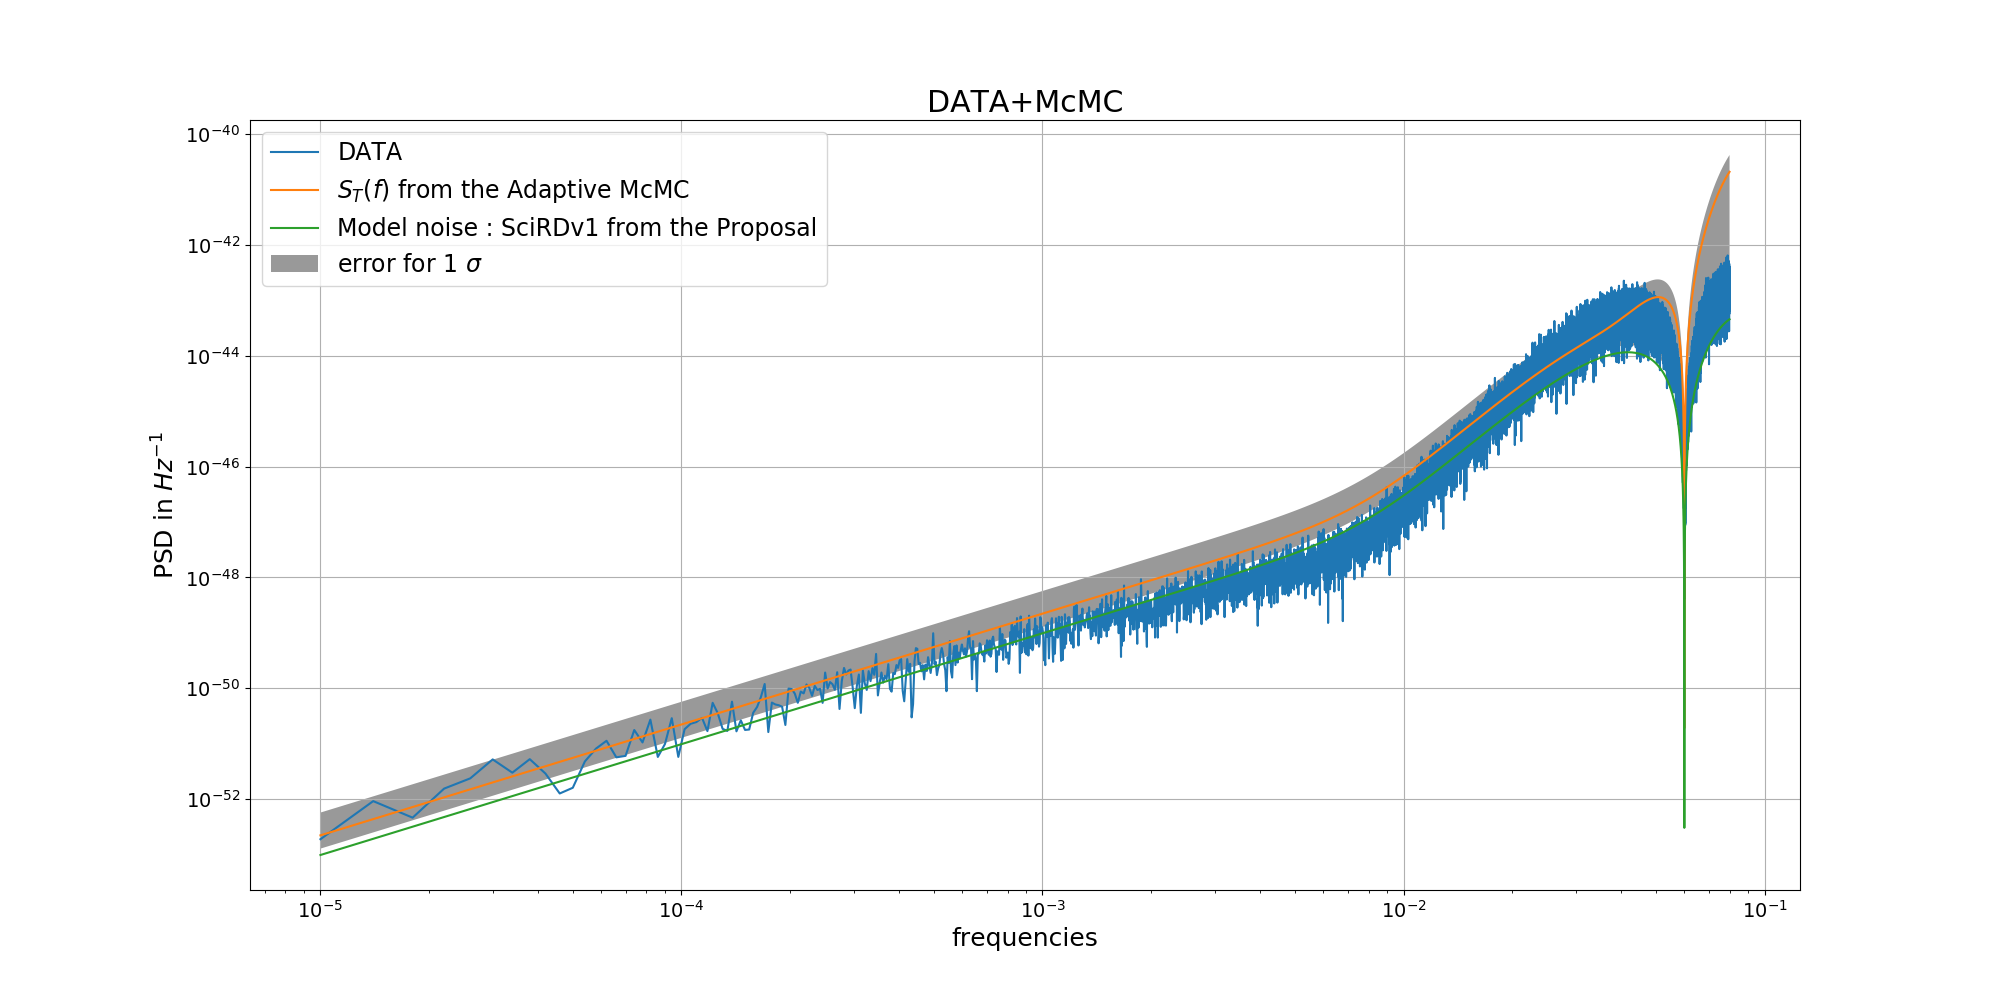 DATA+McMC
DATA
S_T(f) from the Adaptive McMC
Model noise : SciRDv1 from the Proposal
error for 1 σ
PSD in Hz⁻¹
10⁻⁴⁰
10⁻⁴²
10⁻⁴⁴
10⁻⁴⁶
10⁻⁴⁸
10⁻⁵⁰
10⁻⁵²
10⁻⁵ 10⁻⁴ 10⁻³ 10⁻² 10⁻¹
frequencies